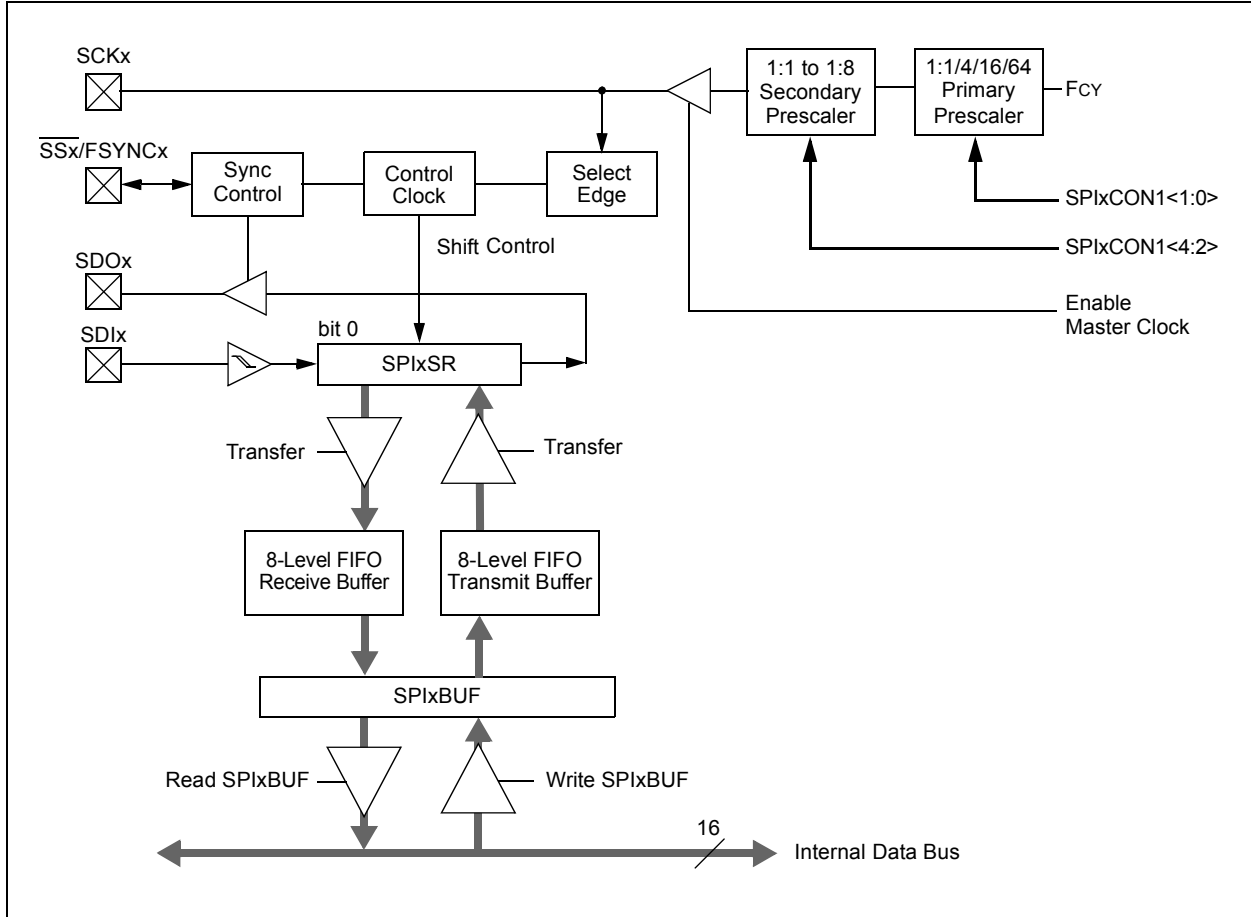 SCKx
1:1 to 1:8
Secondary
Prescaler
1:1/4/16/64
Primary
Prescaler
FCY
SSx/FSYNCx
Sync
Control
Control
Clock
Select
Edge
SPIxCON1<1:0>
Shift Control
SPIxCON1<4:2>
SDOx
Enable
Master Clock
SDIx
bit 0
SPIxSR
Transfer
Transfer
8-Level FIFO
Receive Buffer
8-Level FIFO
Transmit Buffer
SPIxBUF
Read SPIxBUF
Write SPIxBUF
16
Internal Data Bus